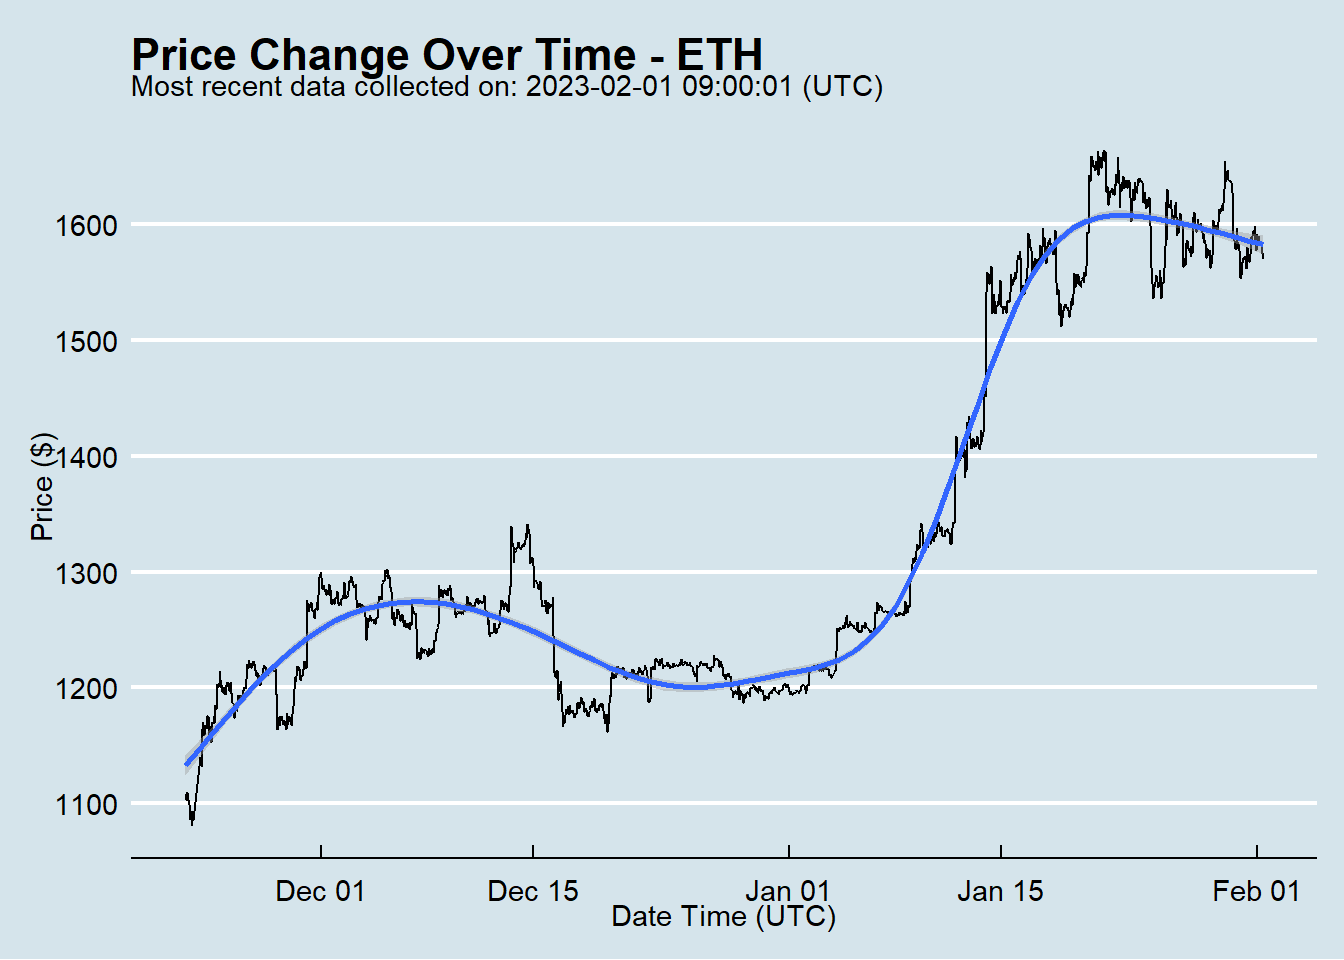 Price Change Over Time - ETH
Most recent data collected on: 2023-02-01 09:00:01 (UTC)
1600
1500
1400
1300
1200
1100
Price ($)
Dec 01
Dec 15
Jan 01
Jan 15
Feb 01
Date Time (UTC)